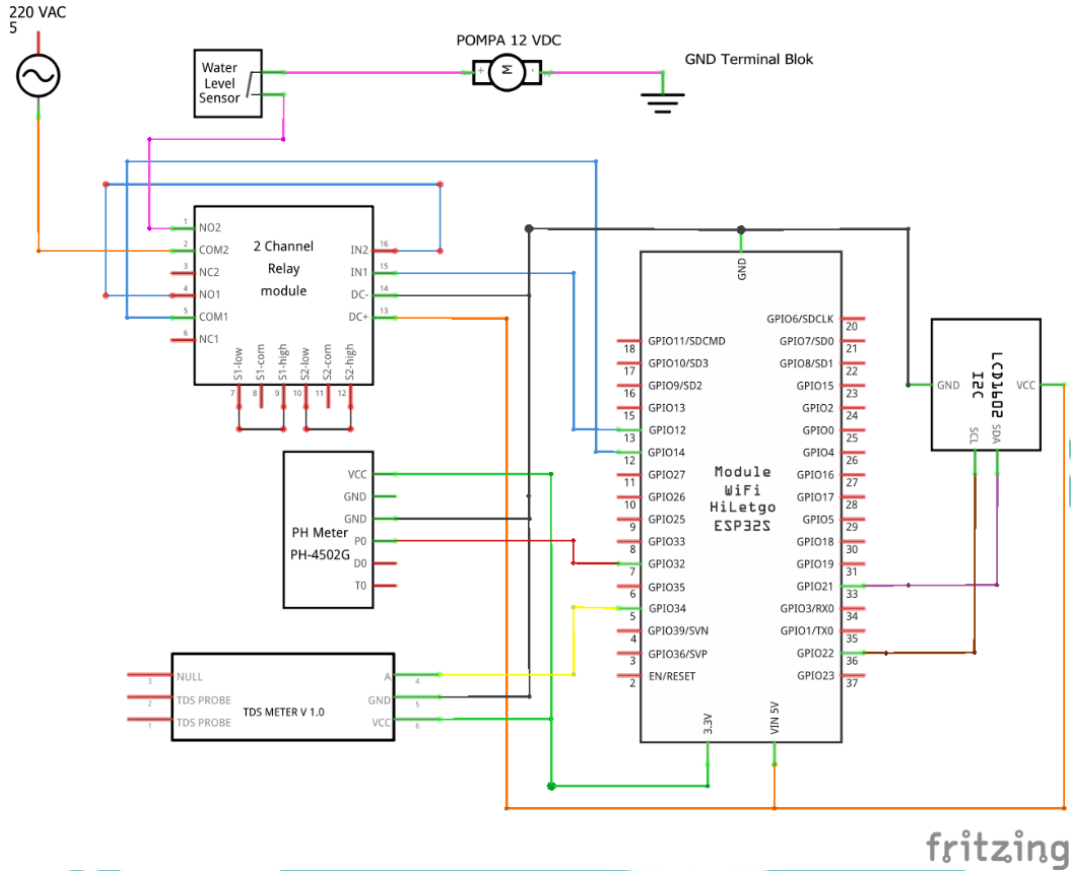 220 VAC
5
POMPA 12 VDC
GND Terminal Blok
Water
Level
Sensor
+
M
-
1
NO2
2
COM2
3
NC2
4
NO1
5
COM1
6
NC1
2 Channel
Relay
module
IN2
16
IN1
15
DC-
14
DC+
13
S1-low
S1-com
S1-high
S2-low
S2-com
S2-high
7
8
9
10
11
12
PH Meter
PH-4502G
VCC
GND
GND
P0
D0
T0
NULL
3
TDS PROBE
2
TDS PROBE
1
TDS METER V 1.0
A
4
GND
5
VCC
6
GND
GPIO11/SDCMD
18
GPIO10/SD3
17
GPIO9/SD2
16
GPIO13
15
GPIO12
13
GPIO14
12
GPIO27
11
GPIO26
10
GPIO25
9
GPIO33
8
GPIO32
7
GPIO35
6
GPIO34
5
GPIO39/SVN
4
GPIO36/SVP
3
EN/RESET
2
Module
WiFi
HiLetgo
ESP32S
GPIO6/SDCLK
20
GPIO7/SD0
21
GPIO8/SD1
22
GPIO15
23
GPIO2
24
GPIO0
25
GPIO4
26
GPIO16
27
GPIO17
28
GPIO5
29
GPIO18
30
GPIO19
31
GPIO21
33
GPIO3/RX0
34
GPIO1/TX0
35
GPIO22
36
GPIO23
37
3.3V
VIN 5V
LCD1602
I2C
GND
VCC
SCL
SDA
fritzing